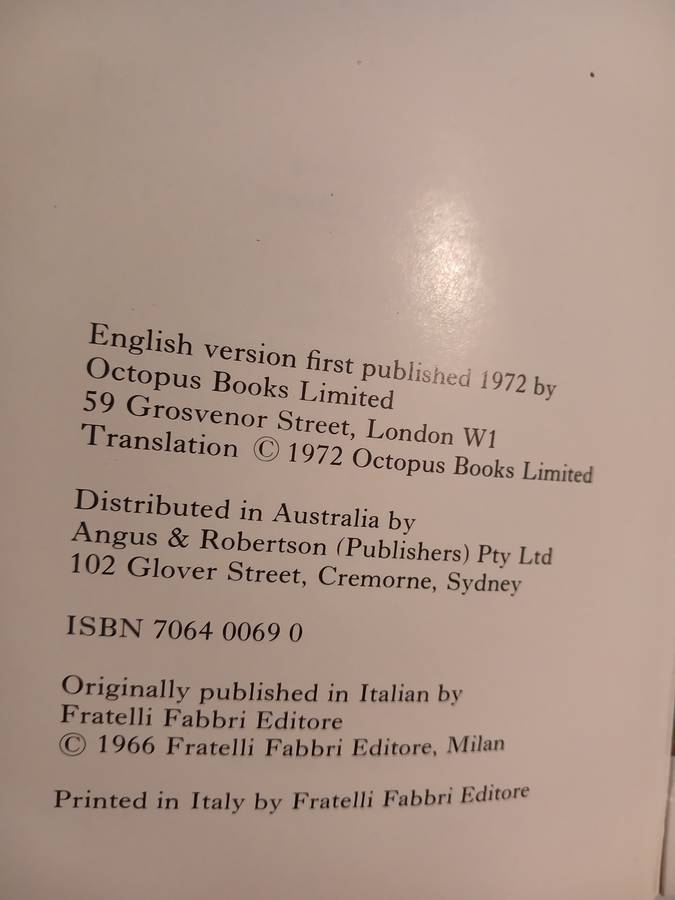 English version first published 1972 by
Octopus Books Limited
59 Grosvenor Street, London W1
Translation © 1972 Octopus Books Limited
Distributed in Australia by
Angus & Robertson (Publishers) Pty Ltd
102 Glover Street, Cremorne, Sydney
ISBN 7064 0069 0
Originally published in Italian by
Fratelli Fabbri Editore
© 1966 Fratelli Fabbri Editore, Milan
Printed in Italy by Fratelli Fabbri Editore